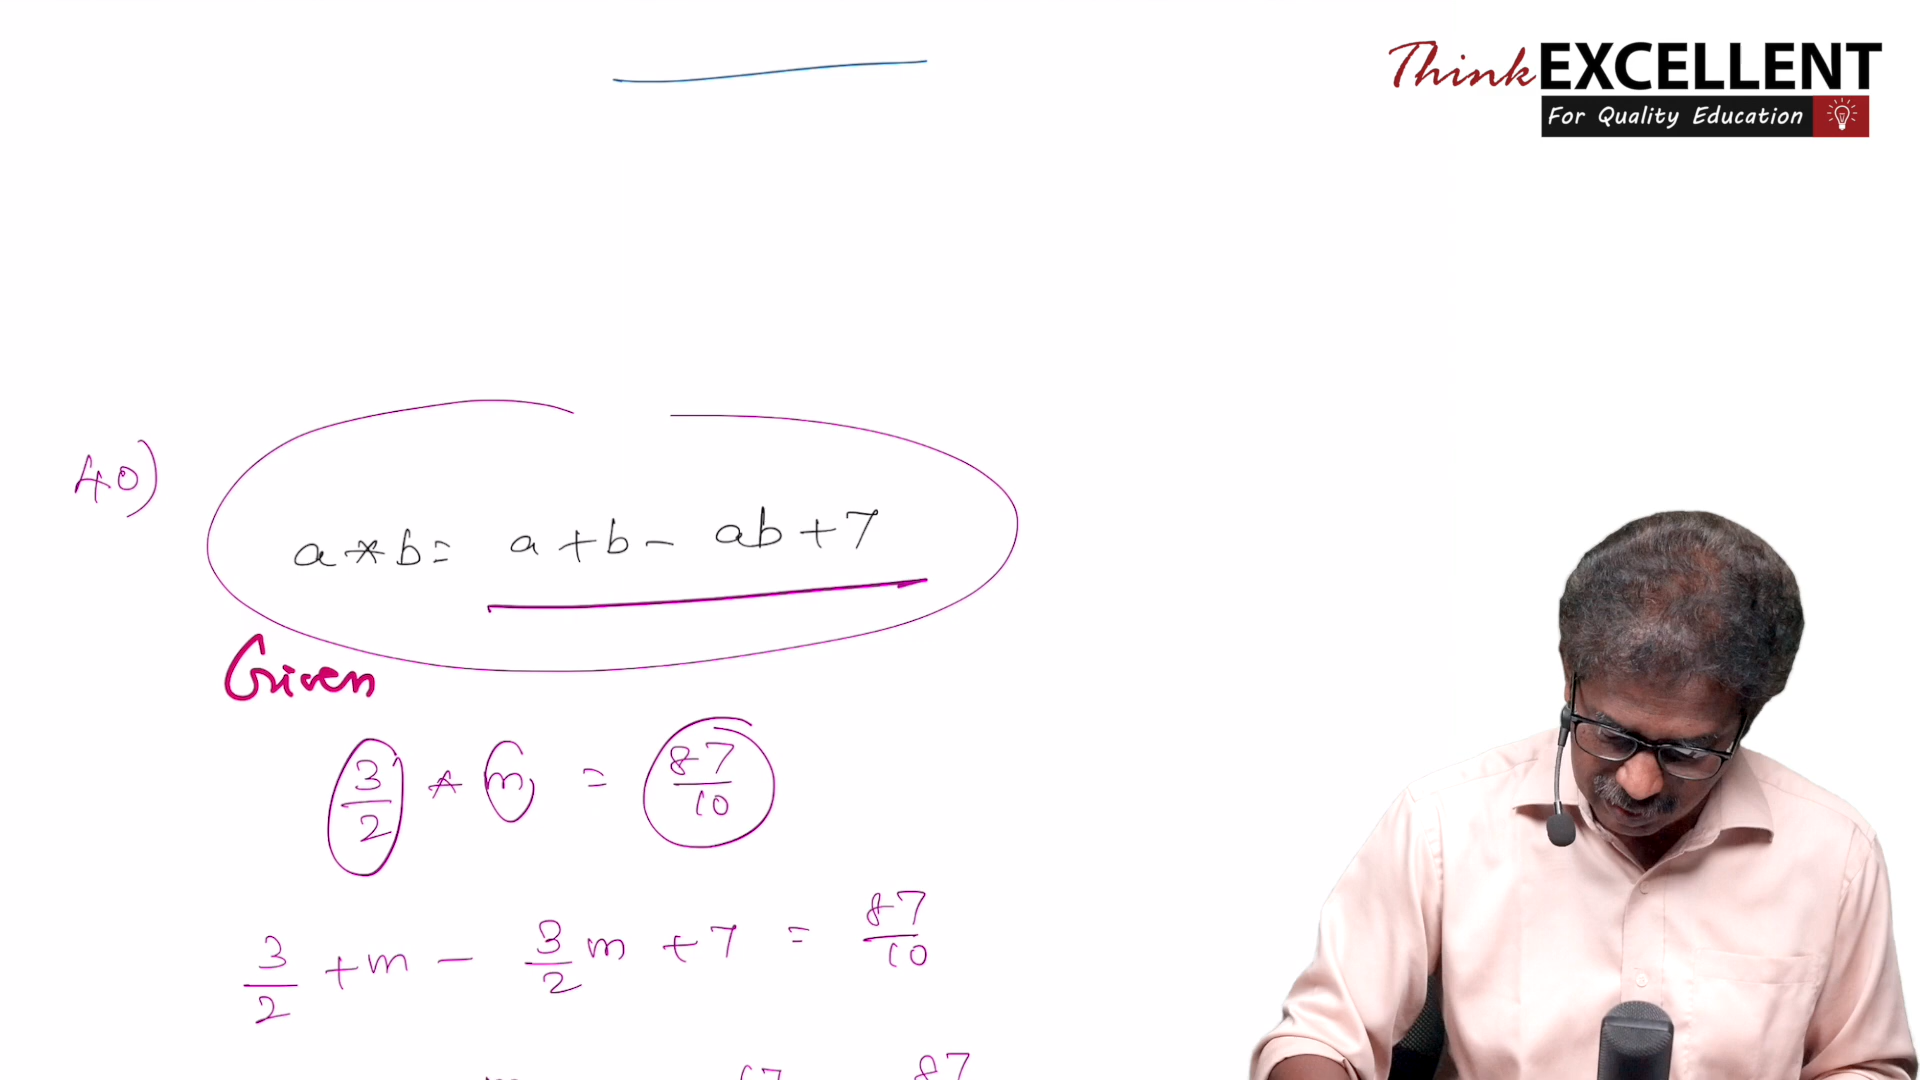 Think EXCELLENT
For Quality Education
40)
a * b = a + b - ab + 7
Given
3/2 * m = 87/10
3/2 + m - 3/2 m + 7 = 87/10
87